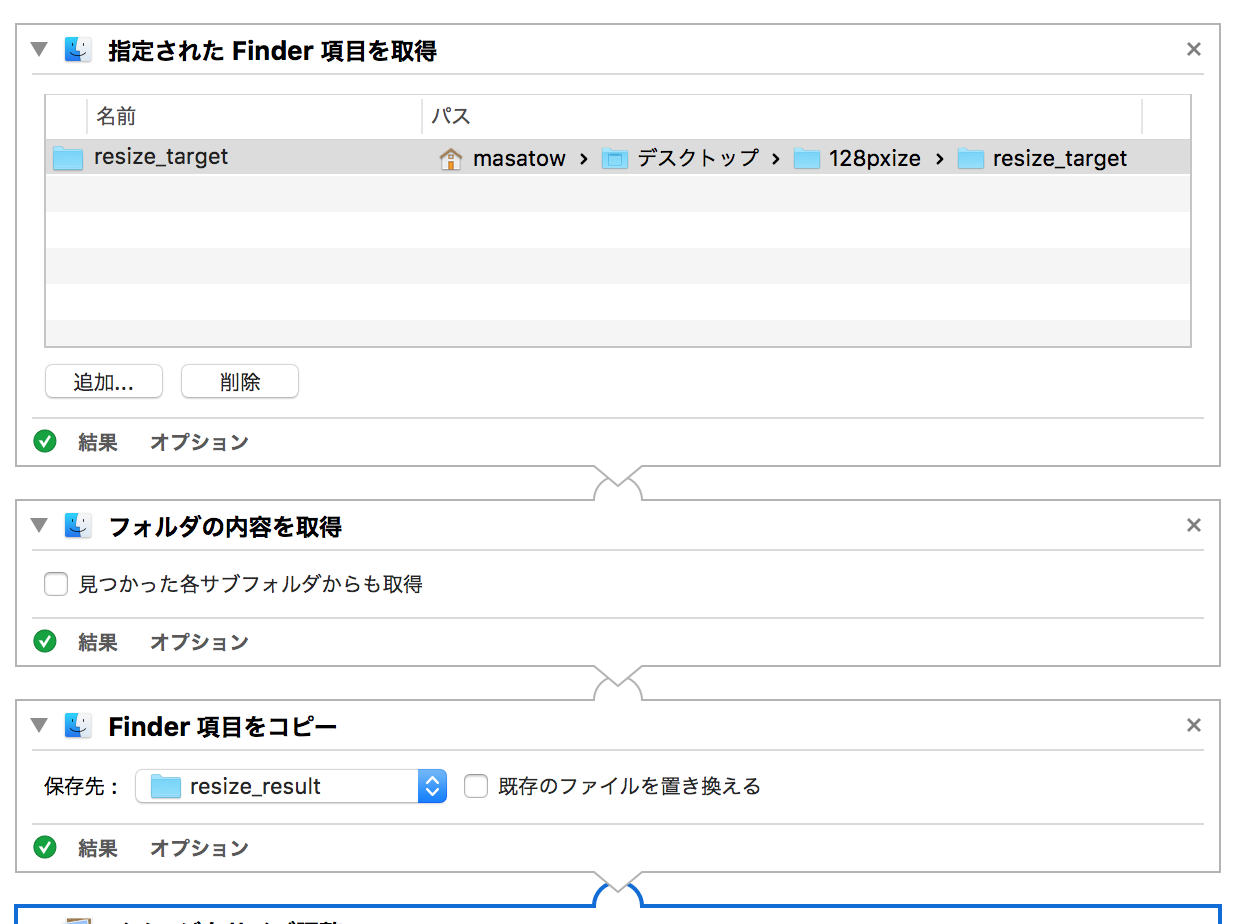 指定された Finder 項目を取得
名前 パス
resize_target masatow › デスクトップ › 128pxize › resize_target
追加... 削除
結果 オプション
フォルダの内容を取得
見つかった各サブフォルダからも取得
結果 オプション
Finder 項目をコピー
保存先： resize_result 既存のファイルを置き換える
結果 オプション